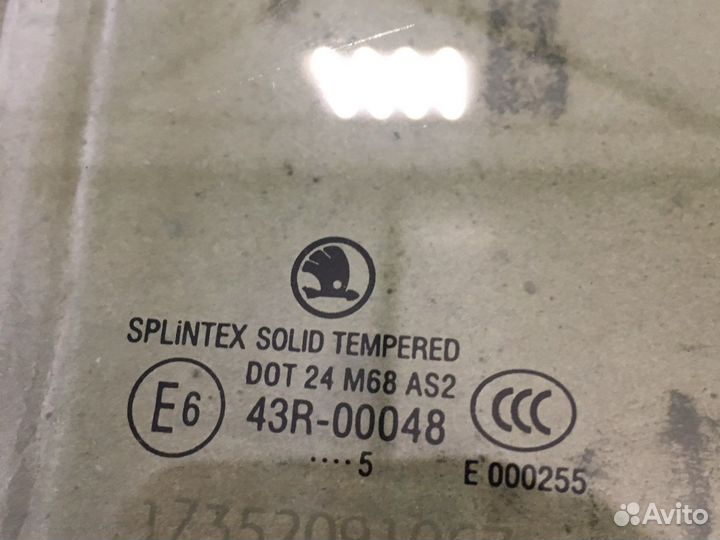 SPLiNTEX SOLID TEMPERED
DOT 24 M68 AS2
E6 43R-00048 CCC
....5 E 000255
Avito